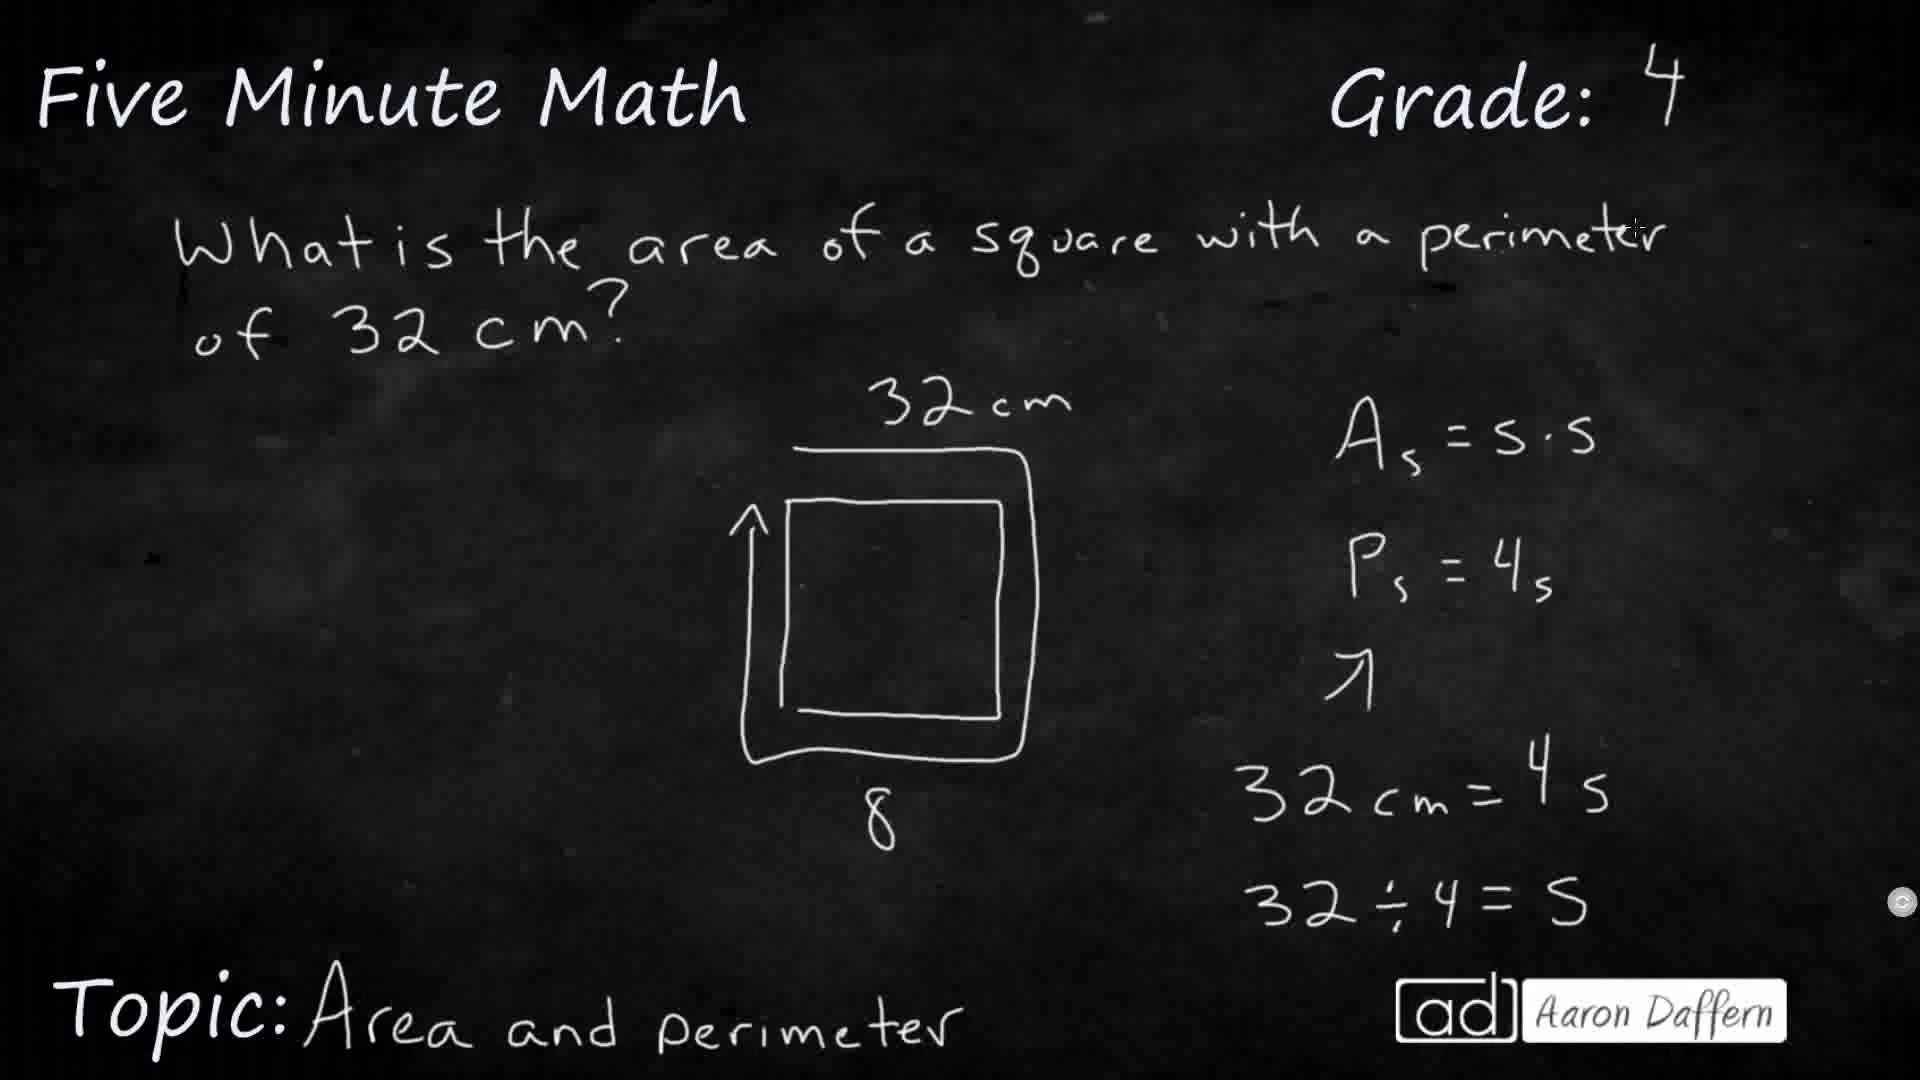 Five Minute Math
Grade: 4
What is the area of a square with a perimeter
of 32 cm?
32 cm
8
As = s · s
Ps = 4s
32 cm = 4s
32 ÷ 4 = s
Topic: Area and perimeter
ad Aaron Daffern